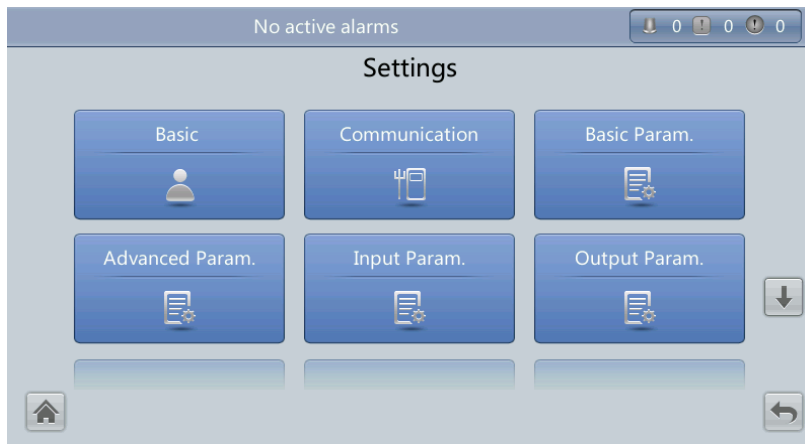 No active alarms
0 0 0
Settings
Basic
Communication
Basic Param.
Advanced Param.
Input Param.
Output Param.